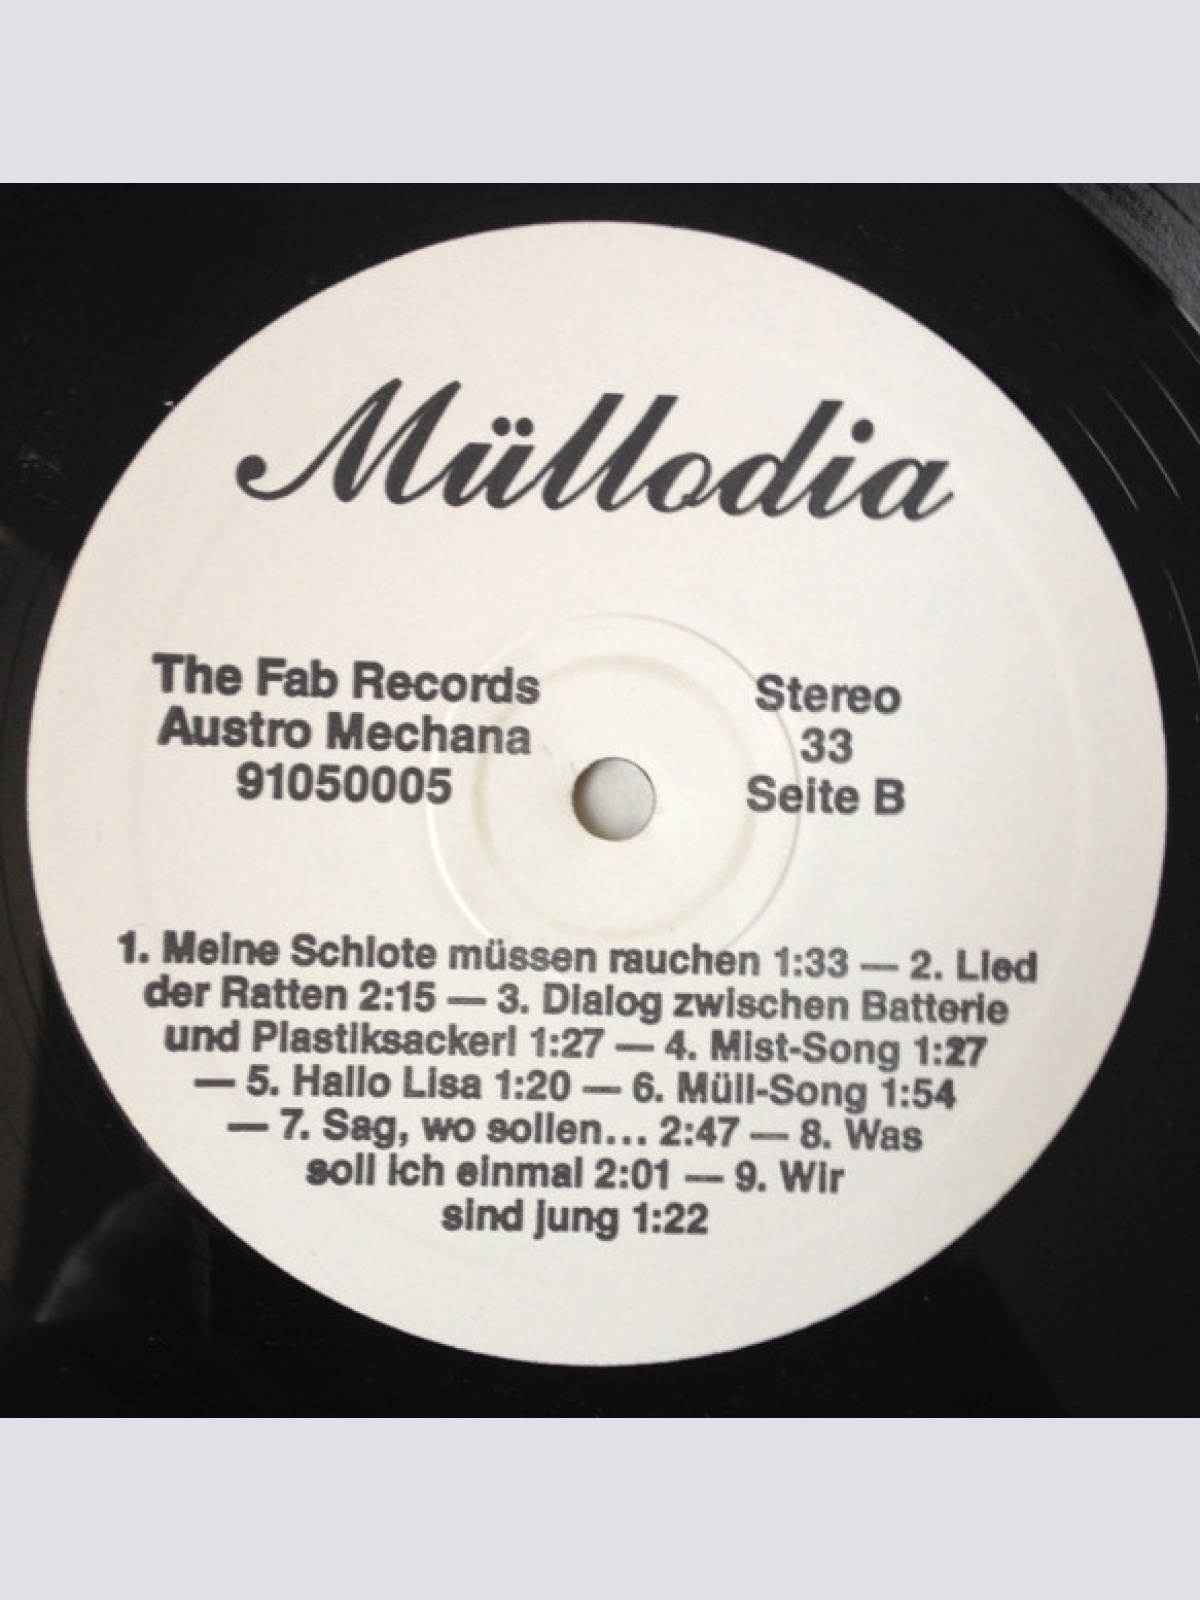 Müllodia
The Fab Records
Austro Mechana
91050005
Stereo
33
Seite B
1. Meine Schlote müssen rauchen 1:33 — 2. Lied
der Ratten 2:15 — 3. Dialog zwischen Batterie
und Plastiksackerl 1:27 — 4. Mist-Song 1:27
— 5. Hallo Lisa 1:20 — 6. Müll-Song 1:54
— 7. Sag, wo sollen... 2:47 — 8. Was
soll ich einmal 2:01 — 9. Wir
sind jung 1:22